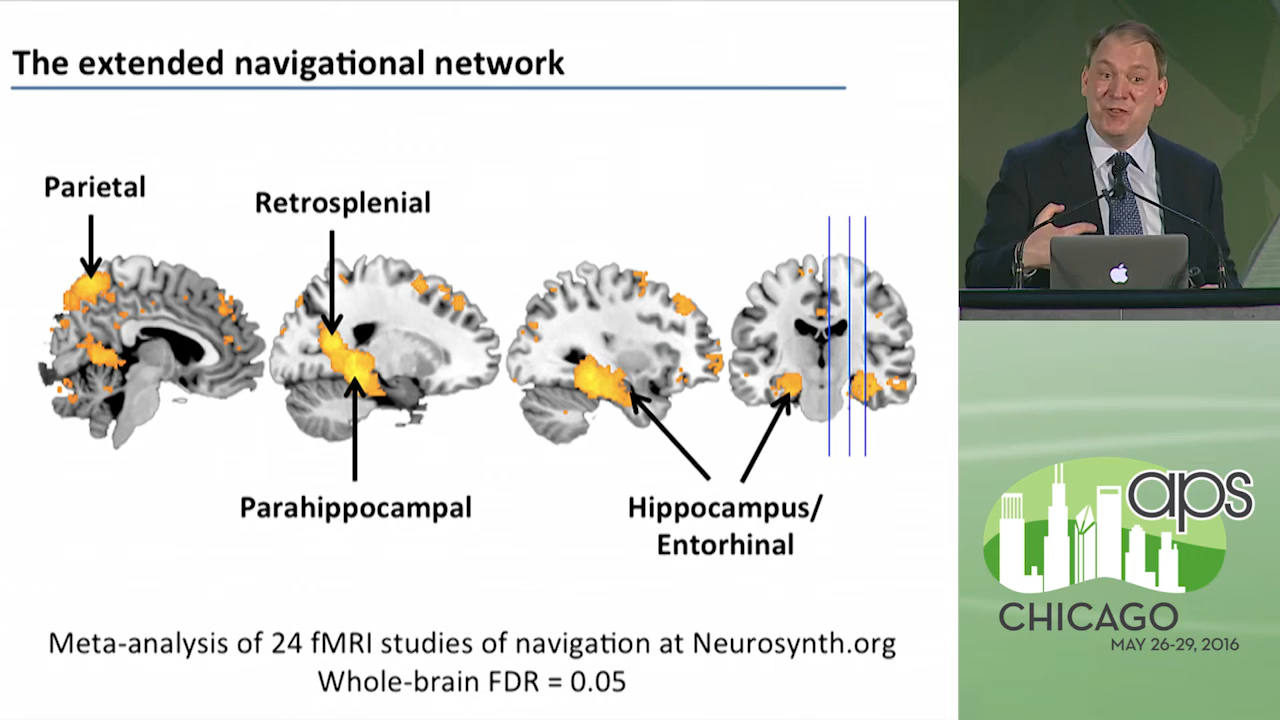 The extended navigational network
Parietal
Retrosplenial
Parahippocampal
Hippocampus/
Entorhinal
Meta-analysis of 24 fMRI studies of navigation at Neurosynth.org
Whole-brain FDR = 0.05
aps
CHICAGO
MAY 26-29, 2016